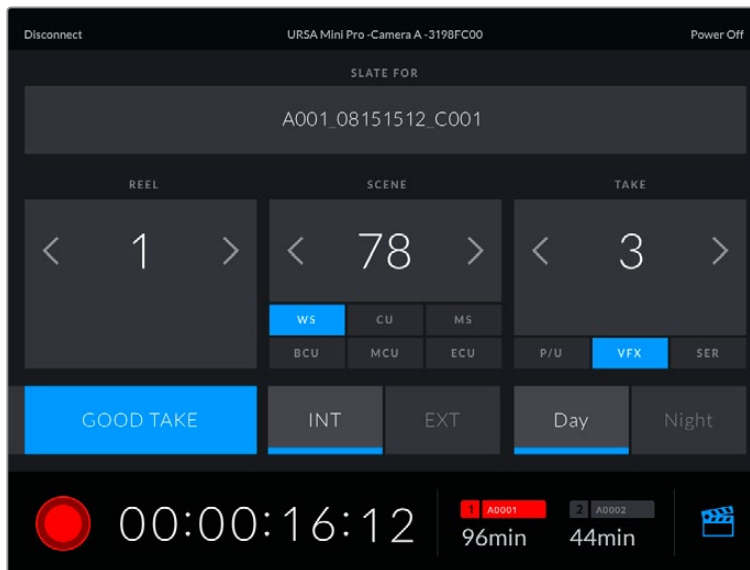 Disconnect
URSA Mini Pro -Camera A -3198FC00
Power Off
SLATE FOR
A001_08151512_C001
REEL
SCENE
TAKE
1
78
3
WS
CU
MS
BCU
MCU
ECU
P/U
VFX
SER
GOOD TAKE
INT
EXT
Day
Night
00:00:16:12
1 A0001
96min
2 A0002
44min